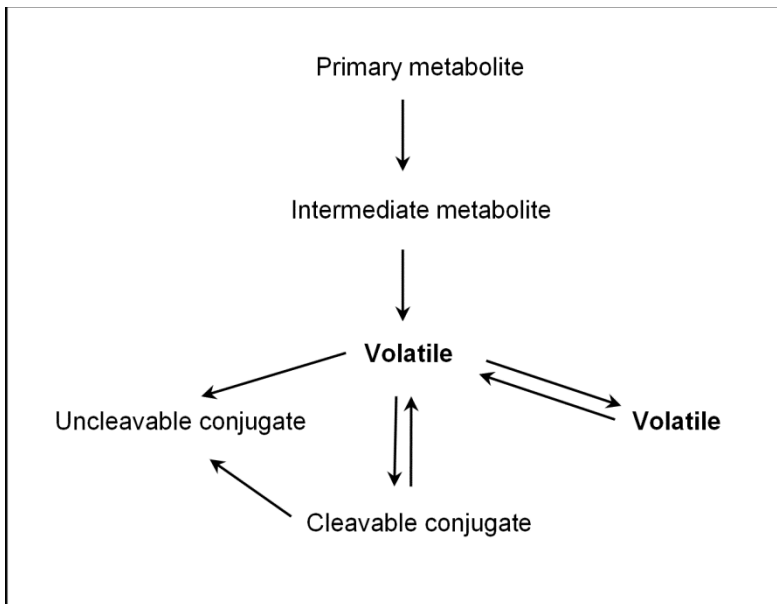 Primary metabolite
Intermediate metabolite
Volatile
Uncleavable conjugate
Volatile
Cleavable conjugate